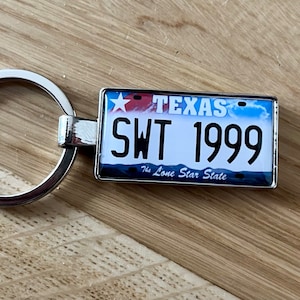 TEXAS
SWT 1999
The Lone Star State